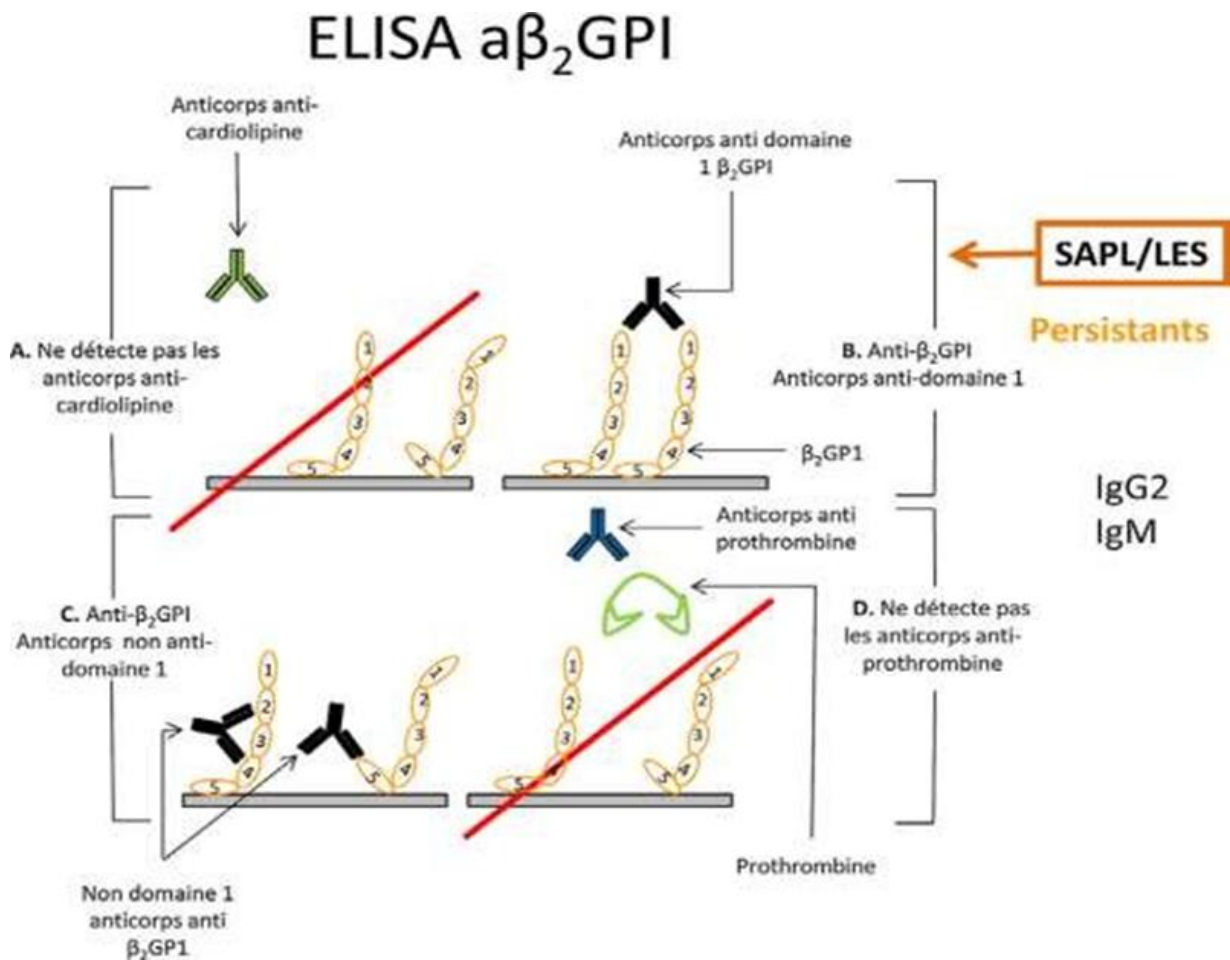 ELISA aβ₂GPI
Anticorps anti-
cardiolipine
Anticorps anti domaine
1 β₂GPI
SAPL/LES
Persistants
A. Ne détecte pas les
anticorps anti-
cardiolipine
1
2
3
4
5
1
2
3
4
5
1
2
3
4
5
1
2
3
4
5
B. Anti-β₂GPI
Anticorps anti-domaine 1
β₂GP1
IgG2
IgM
Anticorps anti
prothrombine
C. Anti-β₂GPI
Anticorps non anti-
domaine 1
1
2
3
4
5
1
2
3
4
5
1
2
3
4
5
1
2
3
4
5
D. Ne détecte pas
les anticorps anti-
prothrombine
Prothrombine
Non domaine 1
anticorps anti
β₂GP1